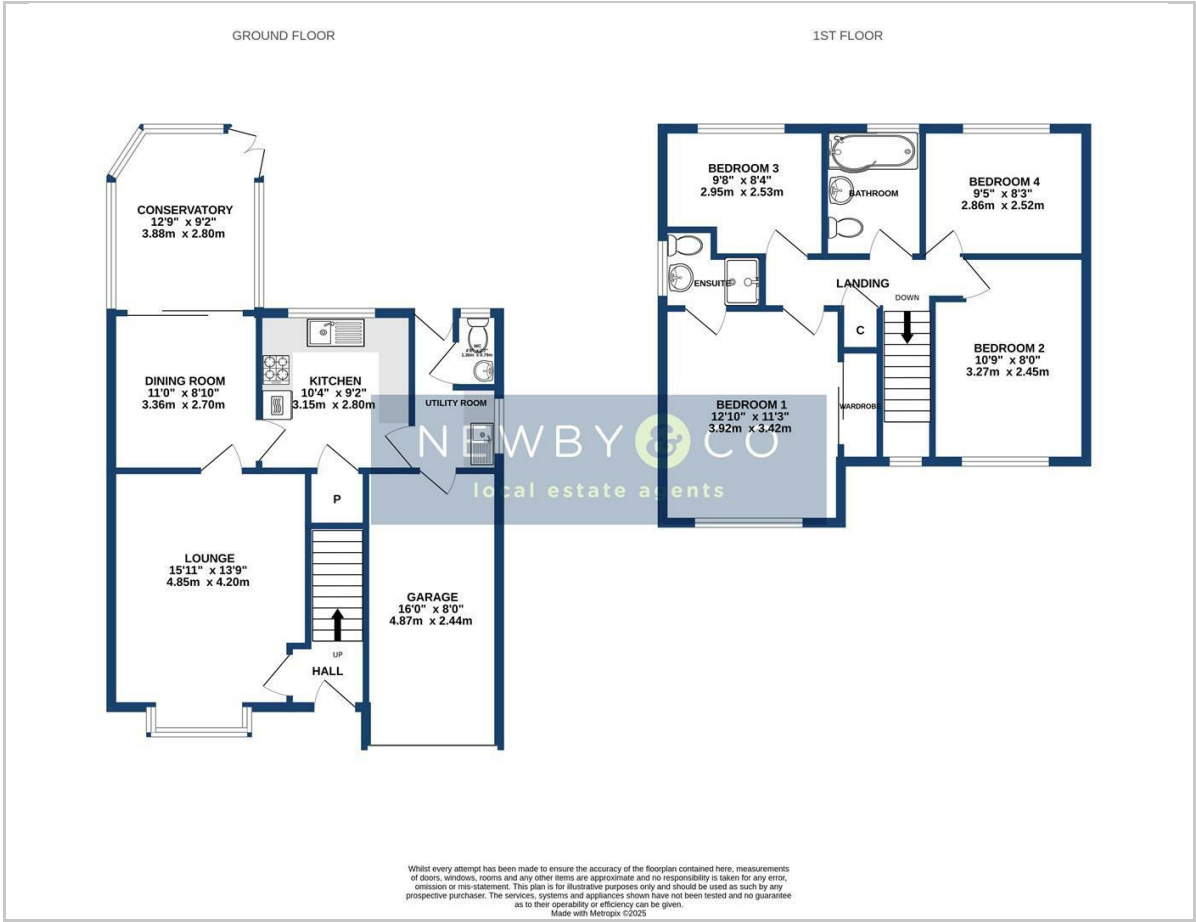 GROUND FLOOR
1ST FLOOR
CONSERVATORY
12'9" x 9'2"
3.88m x 2.80m
DINING ROOM
11'0" x 8'10"
3.36m x 2.70m
KITCHEN
10'4" x 9'2"
3.15m x 2.80m
WC
UTILITY ROOM
P
LOUNGE
15'11" x 13'9"
4.85m x 4.20m
UP
HALL
GARAGE
16'0" x 8'0"
4.87m x 2.44m
BEDROOM 3
9'8" x 8'4"
2.95m x 2.53m
BATHROOM
BEDROOM 4
9'5" x 8'3"
2.86m x 2.52m
ENSUITE
LANDING
DOWN
C
BEDROOM 2
10'9" x 8'0"
3.27m x 2.45m
BEDROOM 1
12'10" x 11'3"
3.92m x 3.42m
WARDROBE
NEWBY & CO
local estate agents
Whilst every attempt has been made to ensure the accuracy of the floorplan contained here, measurements
of doors, windows, rooms and any other items are approximate and no responsibility is taken for any error,
omission or mis-statement. This plan is for illustrative purposes only and should be used as such by any
prospective purchaser. The services, systems and appliances shown have not been tested and no guarantee
as to their operability or efficiency can be given.
Made with Metropix ©2025